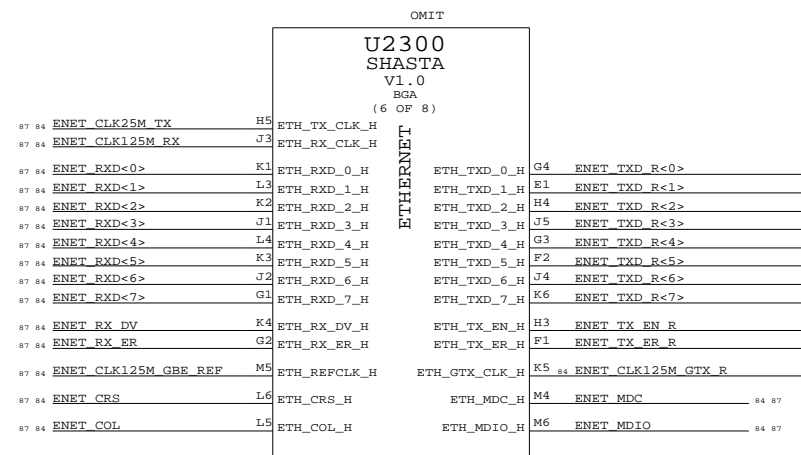 OMIT
U2300
SHASTA
V1.0
BGA
(6 OF 8)
ETHERNET
87 84 ENET_CLK25M_TX H5 ETH_TX_CLK_H
87 84 ENET_CLK125M_RX J3 ETH_RX_CLK_H
87 84 ENET_RXD<0> K1 ETH_RXD_0_H ETH_TXD_0_H G4 ENET_TXD_R<0>
87 84 ENET_RXD<1> L3 ETH_RXD_1_H ETH_TXD_1_H E1 ENET_TXD_R<1>
87 84 ENET_RXD<2> K2 ETH_RXD_2_H ETH_TXD_2_H H4 ENET_TXD_R<2>
87 84 ENET_RXD<3> J1 ETH_RXD_3_H ETH_TXD_3_H J5 ENET_TXD_R<3>
87 84 ENET_RXD<4> L4 ETH_RXD_4_H ETH_TXD_4_H G3 ENET_TXD_R<4>
87 84 ENET_RXD<5> K3 ETH_RXD_5_H ETH_TXD_5_H F2 ENET_TXD_R<5>
87 84 ENET_RXD<6> J2 ETH_RXD_6_H ETH_TXD_6_H J4 ENET_TXD_R<6>
87 84 ENET_RXD<7> G1 ETH_RXD_7_H ETH_TXD_7_H K6 ENET_TXD_R<7>
87 84 ENET_RX_DV K4 ETH_RX_DV_H ETH_TX_EN_H H3 ENET_TX_EN_R
87 84 ENET_RX_ER G2 ETH_RX_ER_H ETH_TX_ER_H F1 ENET_TX_ER_R
87 84 ENET_CLK125M_GBE_REF M5 ETH_REFCLK_H ETH_GTX_CLK_H K5 84 ENET_CLK125M_GTX_R
87 84 ENET_CRS L6 ETH_CRS_H ETH_MDC_H M4 ENET_MDC 84 87
87 84 ENET_COL L5 ETH_COL_H ETH_MDIO_H M6 ENET_MDIO 84 87